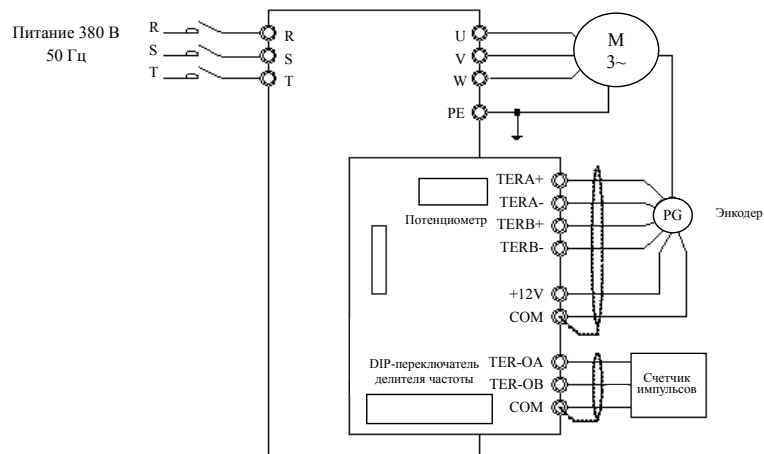 Питание 380 В
50 Гц
R
S
T
R
S
T
U
V
W
PE
M
3~
TERA+
TERA-
TERB+
TERB-
+12V
COM
Потенциометр
PG
Энкодер
DIP-переключатель
делителя частоты
TER-OA
TER-OB
COM
Счетчик
импульсов